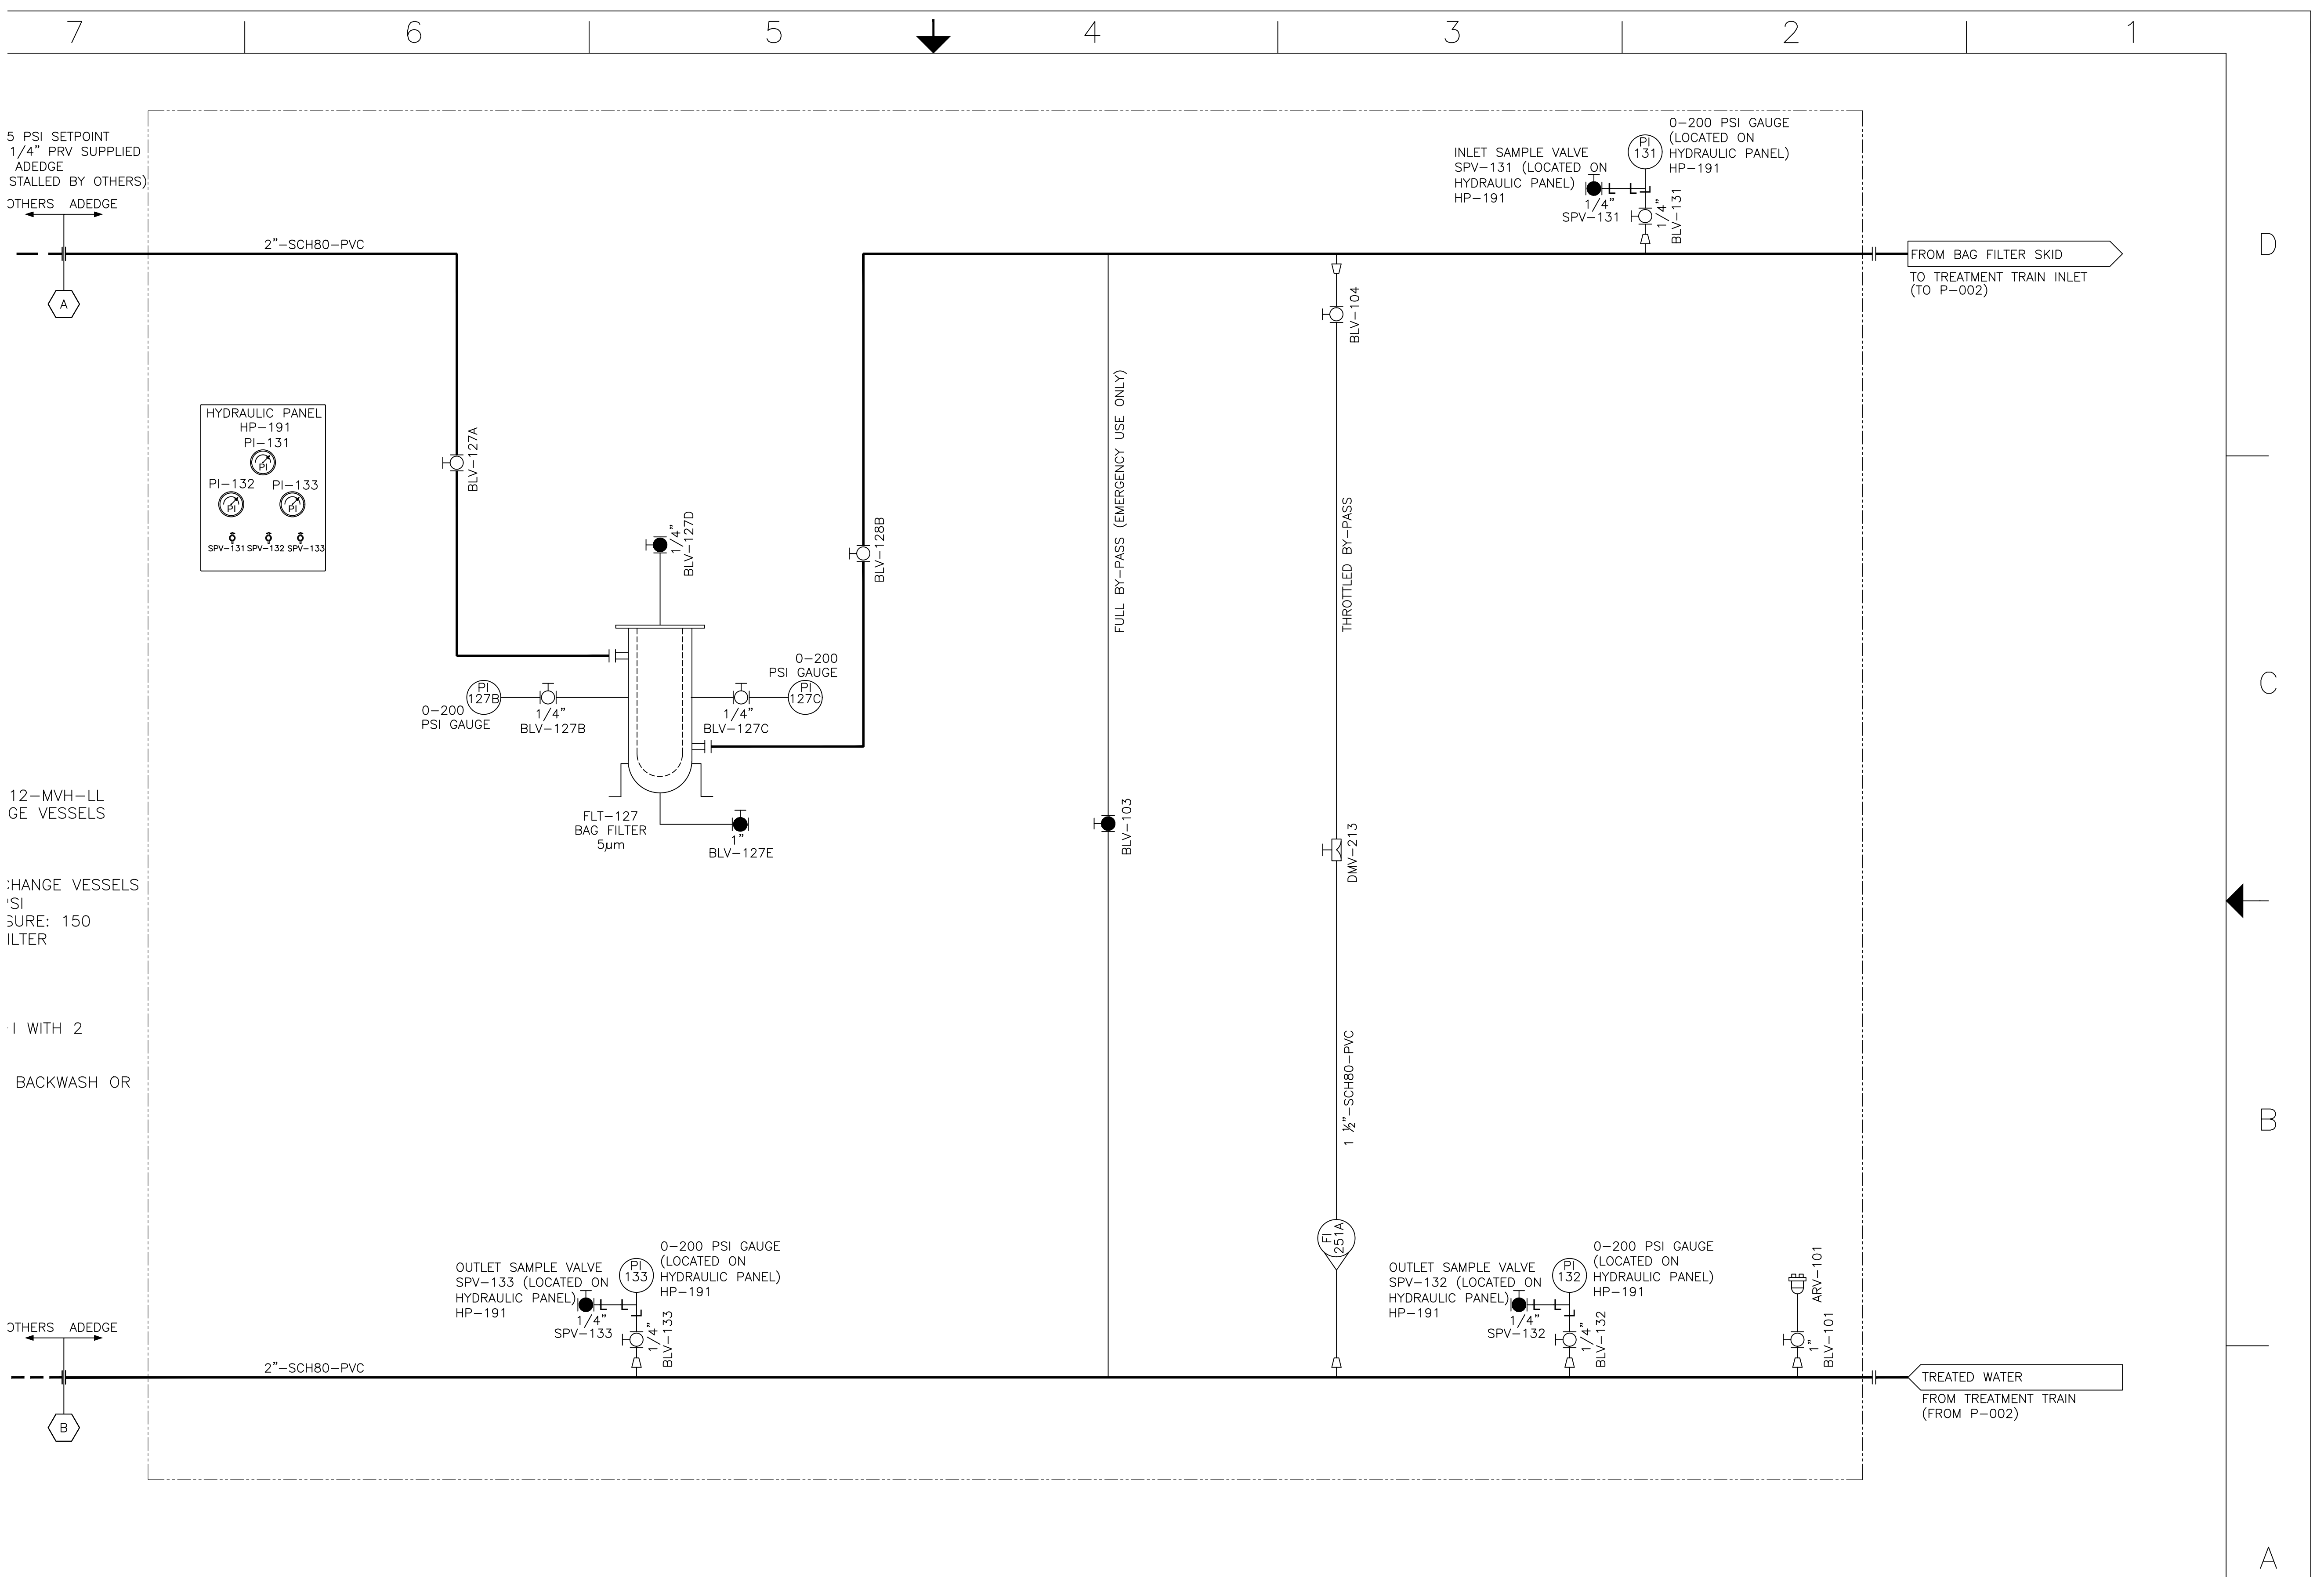 7 6 5 4 3 2 1
5 PSI SETPOINT
1/4" PRV SUPPLIED
ADEDGE
STALLED BY OTHERS)
OTHERS ADEDGE
2"-SCH80-PVC
A
INLET SAMPLE VALVE
SPV-131 (LOCATED ON
HYDRAULIC PANEL)
HP-191
PI
131
0-200 PSI GAUGE
(LOCATED ON
HYDRAULIC PANEL)
HP-191
1/4"
SPV-131
1/4"
BLV-131
FROM BAG FILTER SKID
TO TREATMENT TRAIN INLET
(TO P-002)
D
HYDRAULIC PANEL
HP-191
PI-131
PI
PI-132 PI-133
PI PI
SPV-131 SPV-132 SPV-133
BLV-127A
1/4"
BLV-127D
BLV-128B
FULL BY-PASS (EMERGENCY USE ONLY)
BLV-104
THROTTLED BY-PASS
PI
127B
0-200
PSI GAUGE
1/4"
BLV-127B
0-200
PSI GAUGE
PI
127C
1/4"
BLV-127C
C
FLT-127
BAG FILTER
5µm
1"
BLV-127E
BLV-103
DMV-213
12-MVH-LL
GE VESSELS
CHANGE VESSELS
PSI
SURE: 150
ILTER
I WITH 2
BACKWASH OR
1 ½"-SCH80-PVC
B
FI
251A
OUTLET SAMPLE VALVE
SPV-133 (LOCATED ON
HYDRAULIC PANEL)
HP-191
PI
133
0-200 PSI GAUGE
(LOCATED ON
HYDRAULIC PANEL)
HP-191
1/4"
SPV-133
1/4"
BLV-133
OUTLET SAMPLE VALVE
SPV-132 (LOCATED ON
HYDRAULIC PANEL)
HP-191
PI
132
0-200 PSI GAUGE
(LOCATED ON
HYDRAULIC PANEL)
HP-191
1/4"
SPV-132
1/4"
BLV-132
ARV-101
1"
BLV-101
OTHERS ADEDGE
2"-SCH80-PVC
B
TREATED WATER
FROM TREATMENT TRAIN
(FROM P-002)
A